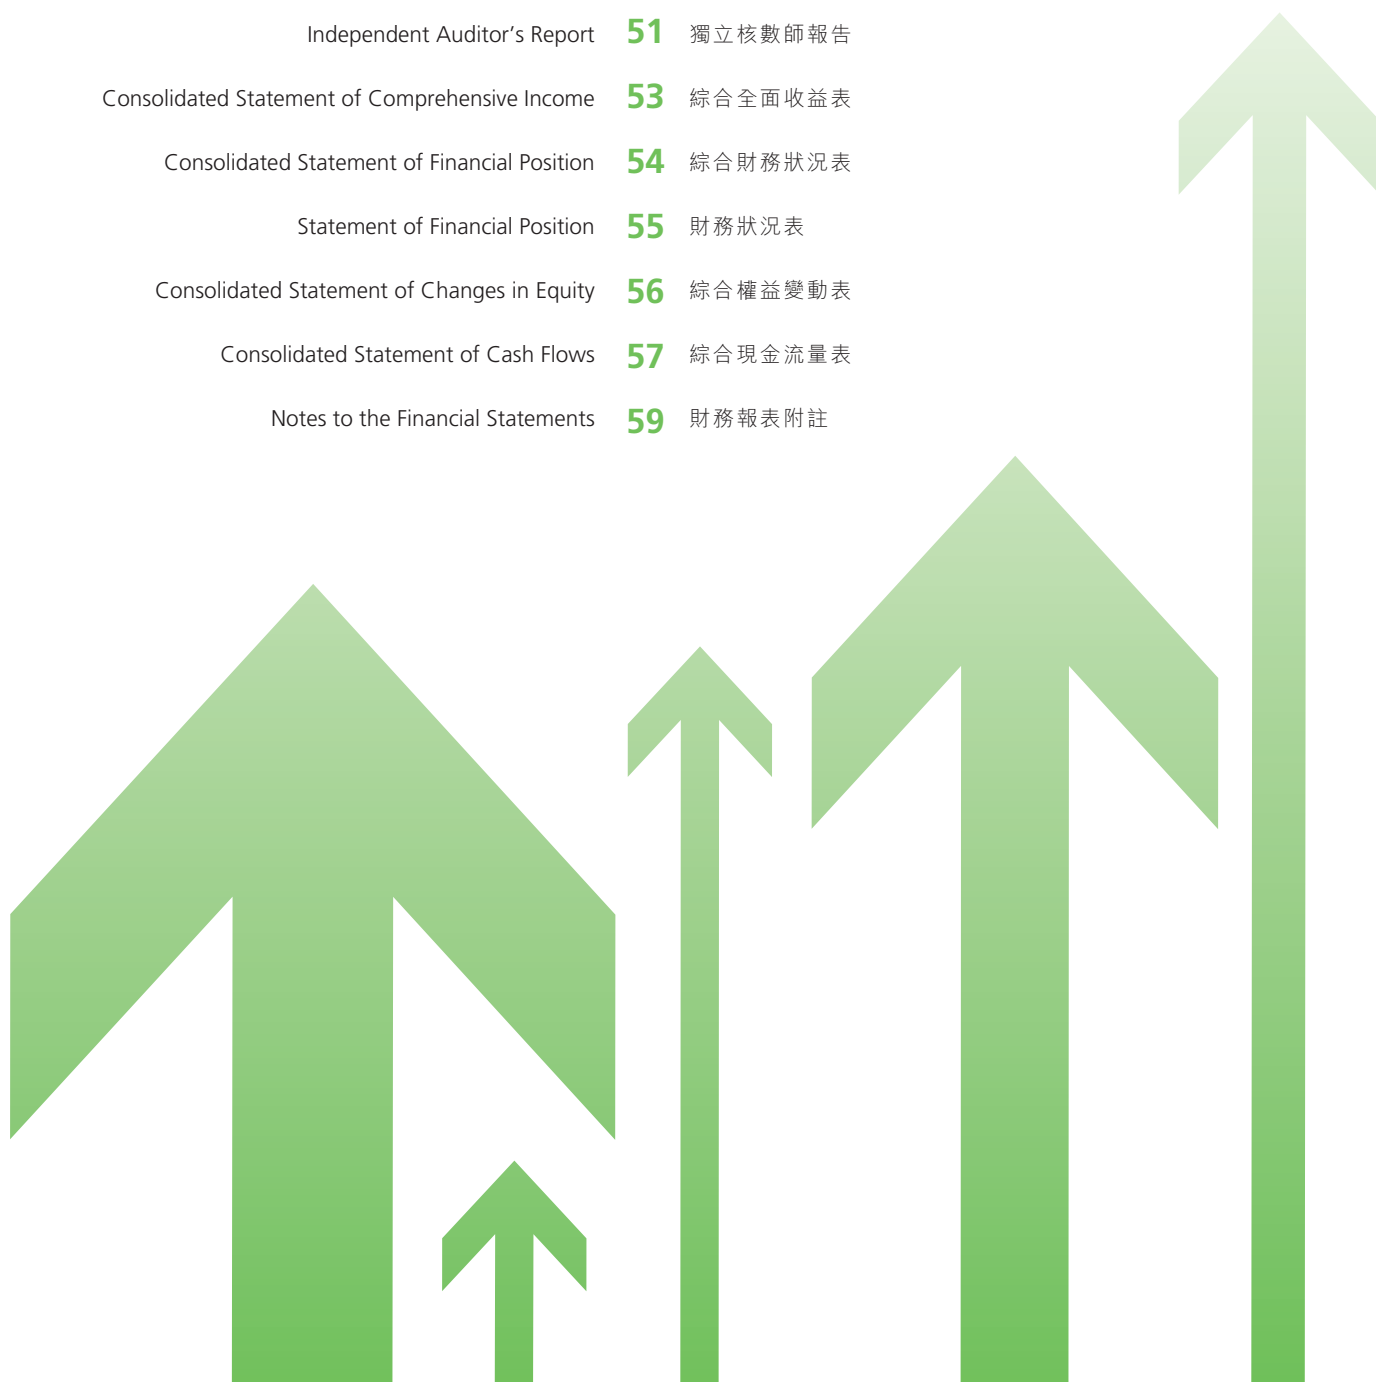 Independent Auditor’s Report 51 獨立核數師報告
Consolidated Statement of Comprehensive Income 53 綜合全面收益表
Consolidated Statement of Financial Position 54 綜合財務狀況表
Statement of Financial Position 55 財務狀況表
Consolidated Statement of Changes in Equity 56 綜合權益變動表
Consolidated Statement of Cash Flows 57 綜合現金流量表
Notes to the Financial Statements 59 財務報表附註